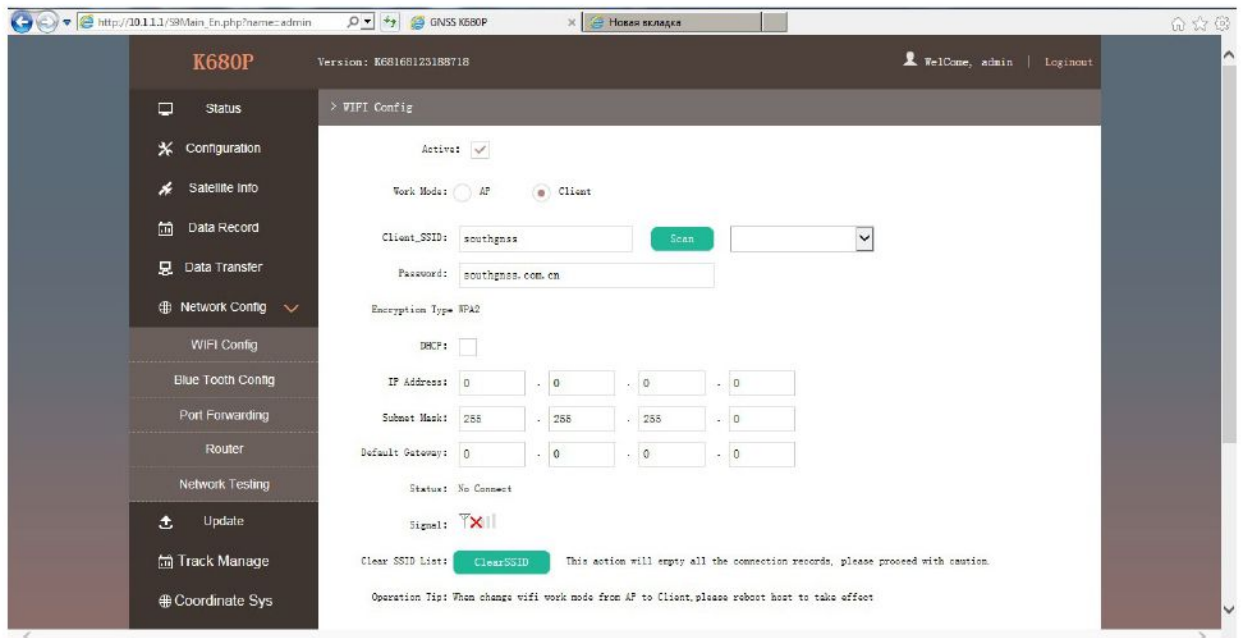 http://10.1.1.1/S9Main_En.php?name=admin
GNSS K680P
Новая вкладка
K680P
Version: K68168123188718
WelCome, admin | Loginout
Status
> WIFI Config
Configuration
Active:
Satellite Info
Work Mode: AP Client
Data Record
Client_SSID: southgnss Scan
Data Transfer
Password: southgnss.com.cn
Network Config
Encryption Type WPA2
WIFI Config
DHCP:
Blue Tooth Config
IP Address: 0 . 0 . 0 . 0
Port Forwarding
Subnet Mask: 255 . 255 . 255 . 0
Router
Default Gateway: 0 . 0 . 0 . 0
Network Testing
Status: No Connect
Update
Signel:
Track Manage
Clear SSID List: ClearSSID This action will empty all the connection records, please proceed with caution.
Coordinate Sys
Operation Tip: When change wifi work mode from AP to Client,please reboot host to take effect